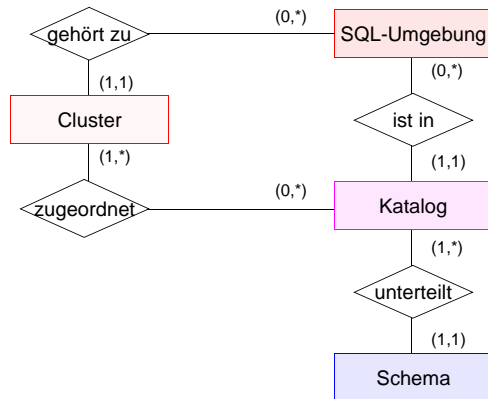 gehört zu
(0,*)
SQL-Umgebung
(1,1)
(0,*)
Cluster
ist in
(1,*)
(1,1)
zugeordnet
(0,*)
Katalog
(1,*)
unterteilt
(1,1)
Schema